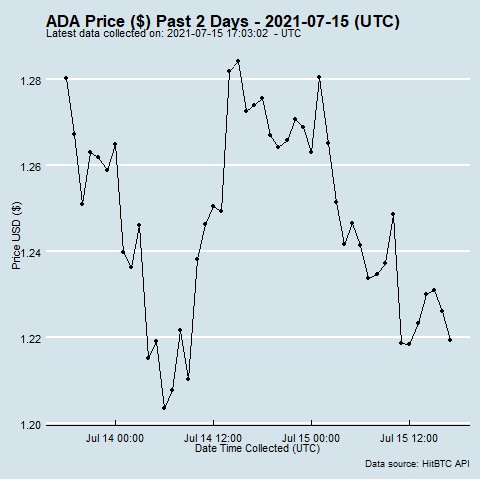 ADA Price ($) Past 2 Days - 2021-07-15 (UTC)
Latest data collected on: 2021-07-15 17:03:02 - UTC
1.28
1.26
1.24
1.22
1.20
Price USD ($)
Jul 14 00:00 Jul 14 12:00 Jul 15 00:00 Jul 15 12:00
Date Time Collected (UTC)
Data source: HitBTC API